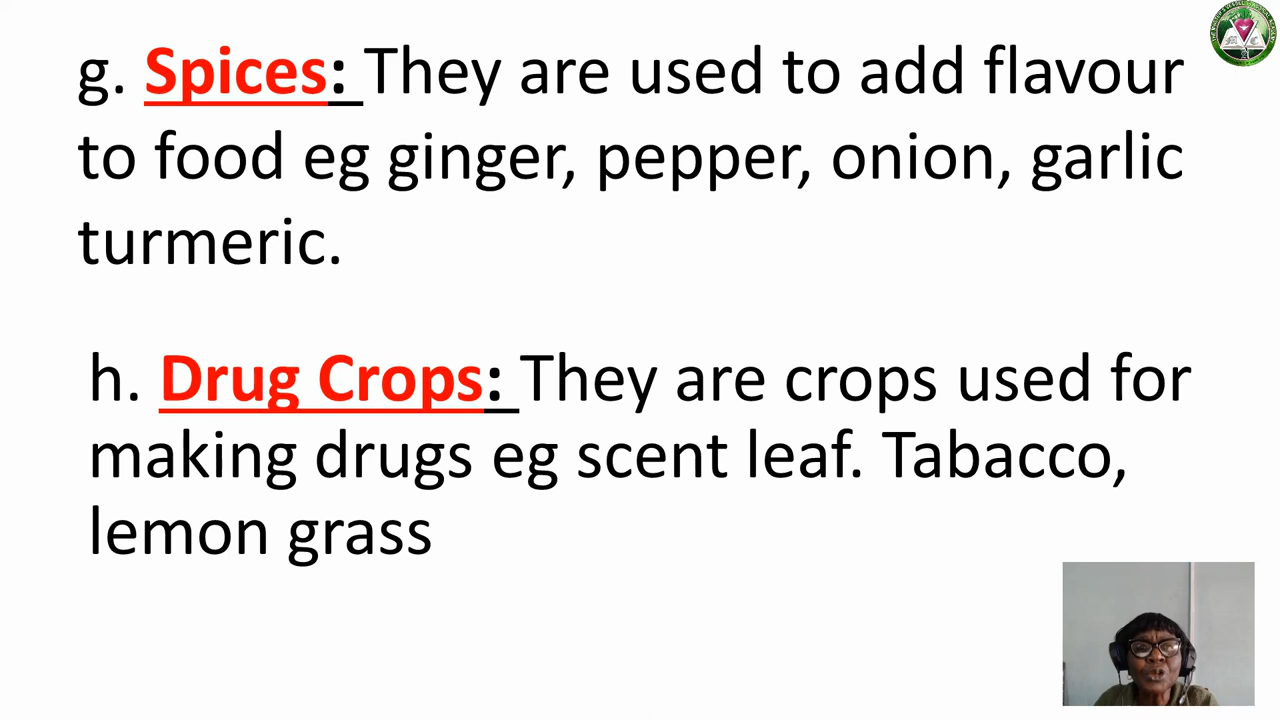 g. Spices: They are used to add flavour
to food eg ginger, pepper, onion, garlic
turmeric.
h. Drug Crops: They are crops used for
making drugs eg scent leaf. Tabacco,
lemon grass